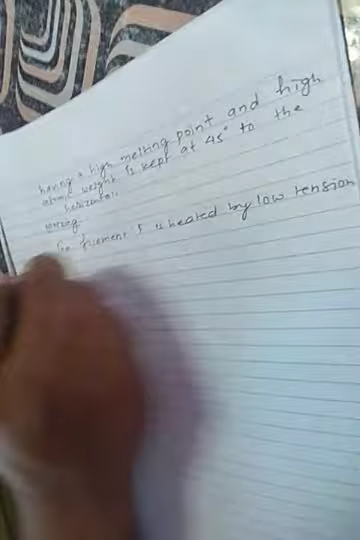 having a high melting point and high
atomic weight is kept at 45° to the
horizontal.
working
filament is heated by low tension